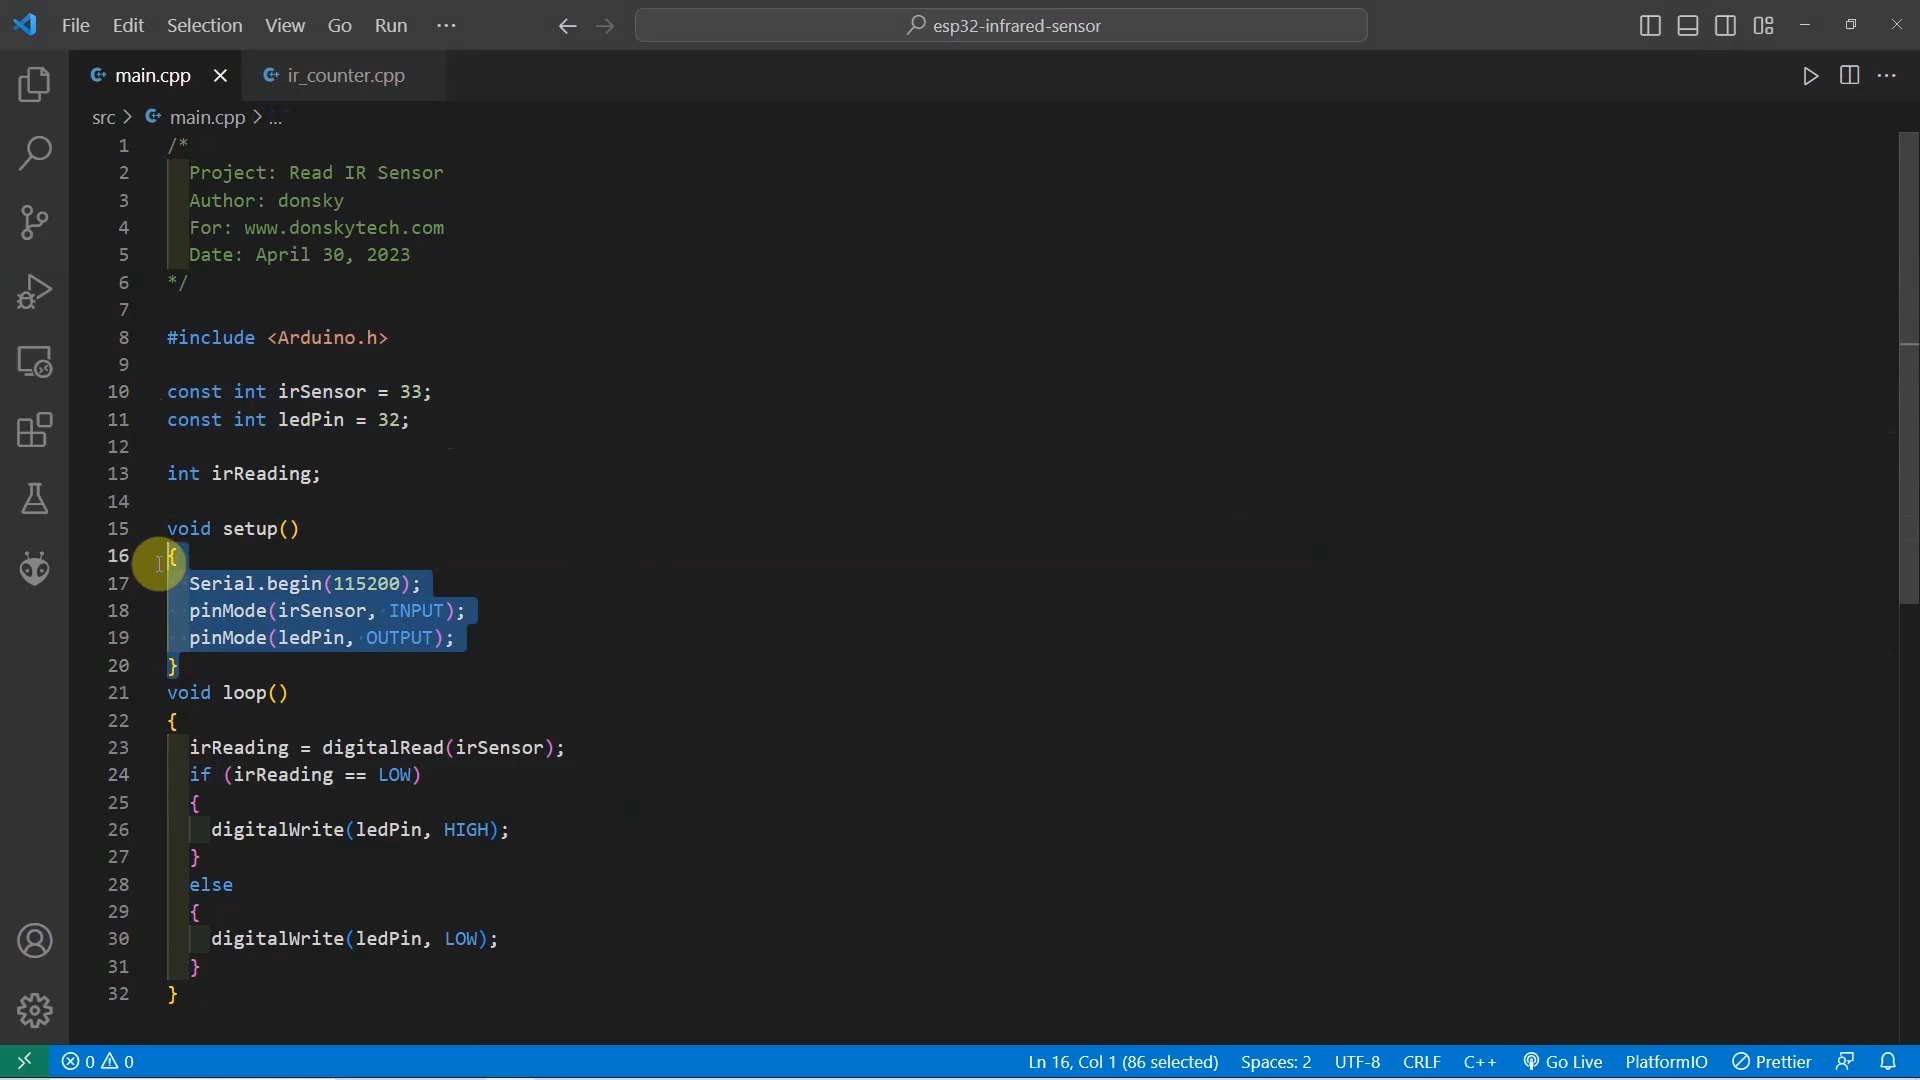 File Edit Selection View Go Run ··· esp32-infrared-sensor
main.cpp ir_counter.cpp
src > main.cpp > ...
1 /*
2 Project: Read IR Sensor
3 Author: donsky
4 For: www.donskytech.com
5 Date: April 30, 2023
6 */
7
8 #include <Arduino.h>
9
10 const int irSensor = 33;
11 const int ledPin = 32;
12
13 int irReading;
14
15 void setup()
16 {
17 Serial.begin(115200);
18 pinMode(irSensor, INPUT);
19 pinMode(ledPin, OUTPUT);
20 }
21 void loop()
22 {
23 irReading = digitalRead(irSensor);
24 if (irReading == LOW)
25 {
26 digitalWrite(ledPin, HIGH);
27 }
28 else
29 {
30 digitalWrite(ledPin, LOW);
31 }
32 }
0 0 Ln 16, Col 1 (86 selected) Spaces: 2 UTF-8 CRLF C++ Go Live PlatformIO Prettier